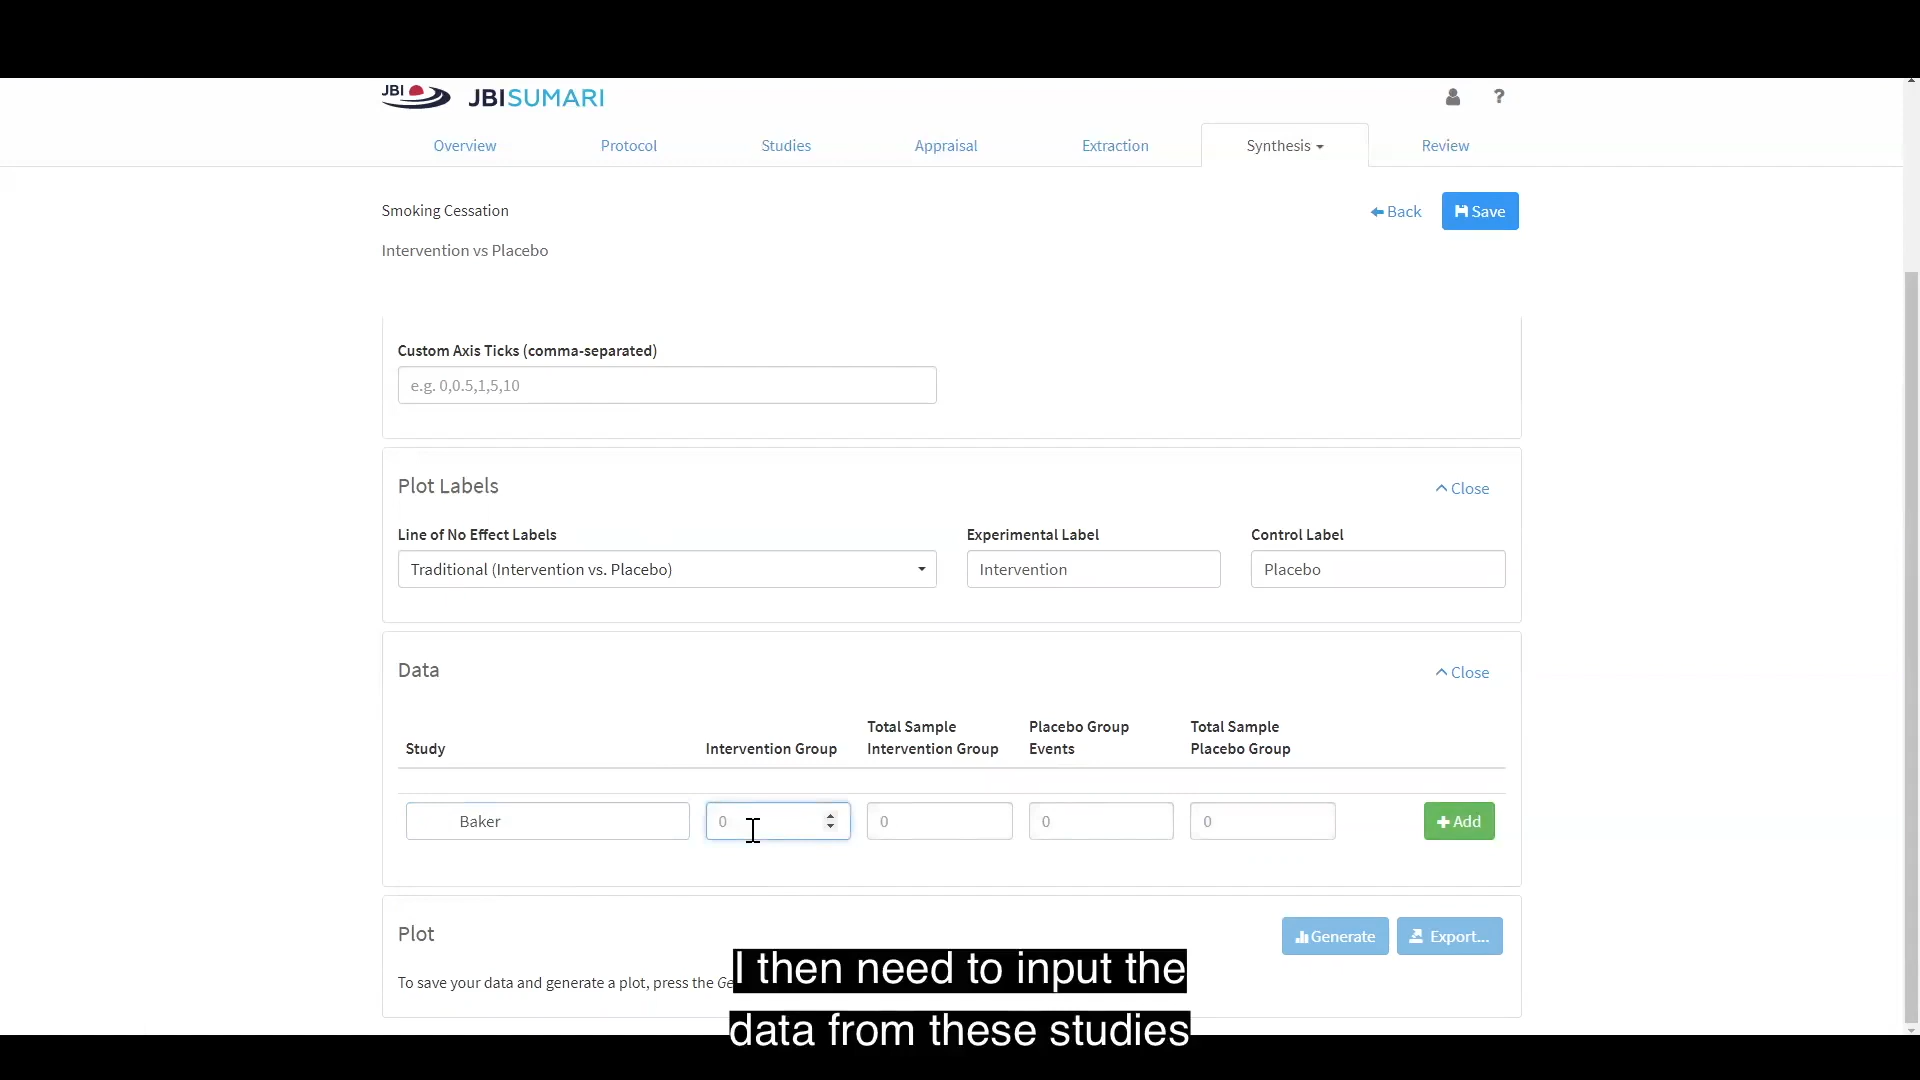 JBI JBISUMARI ?
Overview Protocol Studies Appraisal Extraction Synthesis Review
Smoking Cessation
Back Save
Intervention vs Placebo
Custom Axis Ticks (comma-separated)
e.g. 0,0.5,1,5,10
Plot Labels
Close
Line of No Effect Labels Experimental Label Control Label
Traditional (Intervention vs. Placebo) Intervention Placebo
Data
Close
Study Intervention Group Total Sample Intervention Group Placebo Group Events Total Sample Placebo Group
Baker 0 0 0 0 Add
Plot
Generate Export...
To save your data and generate a plot, press the Ge
I then need to input the
data from these studies